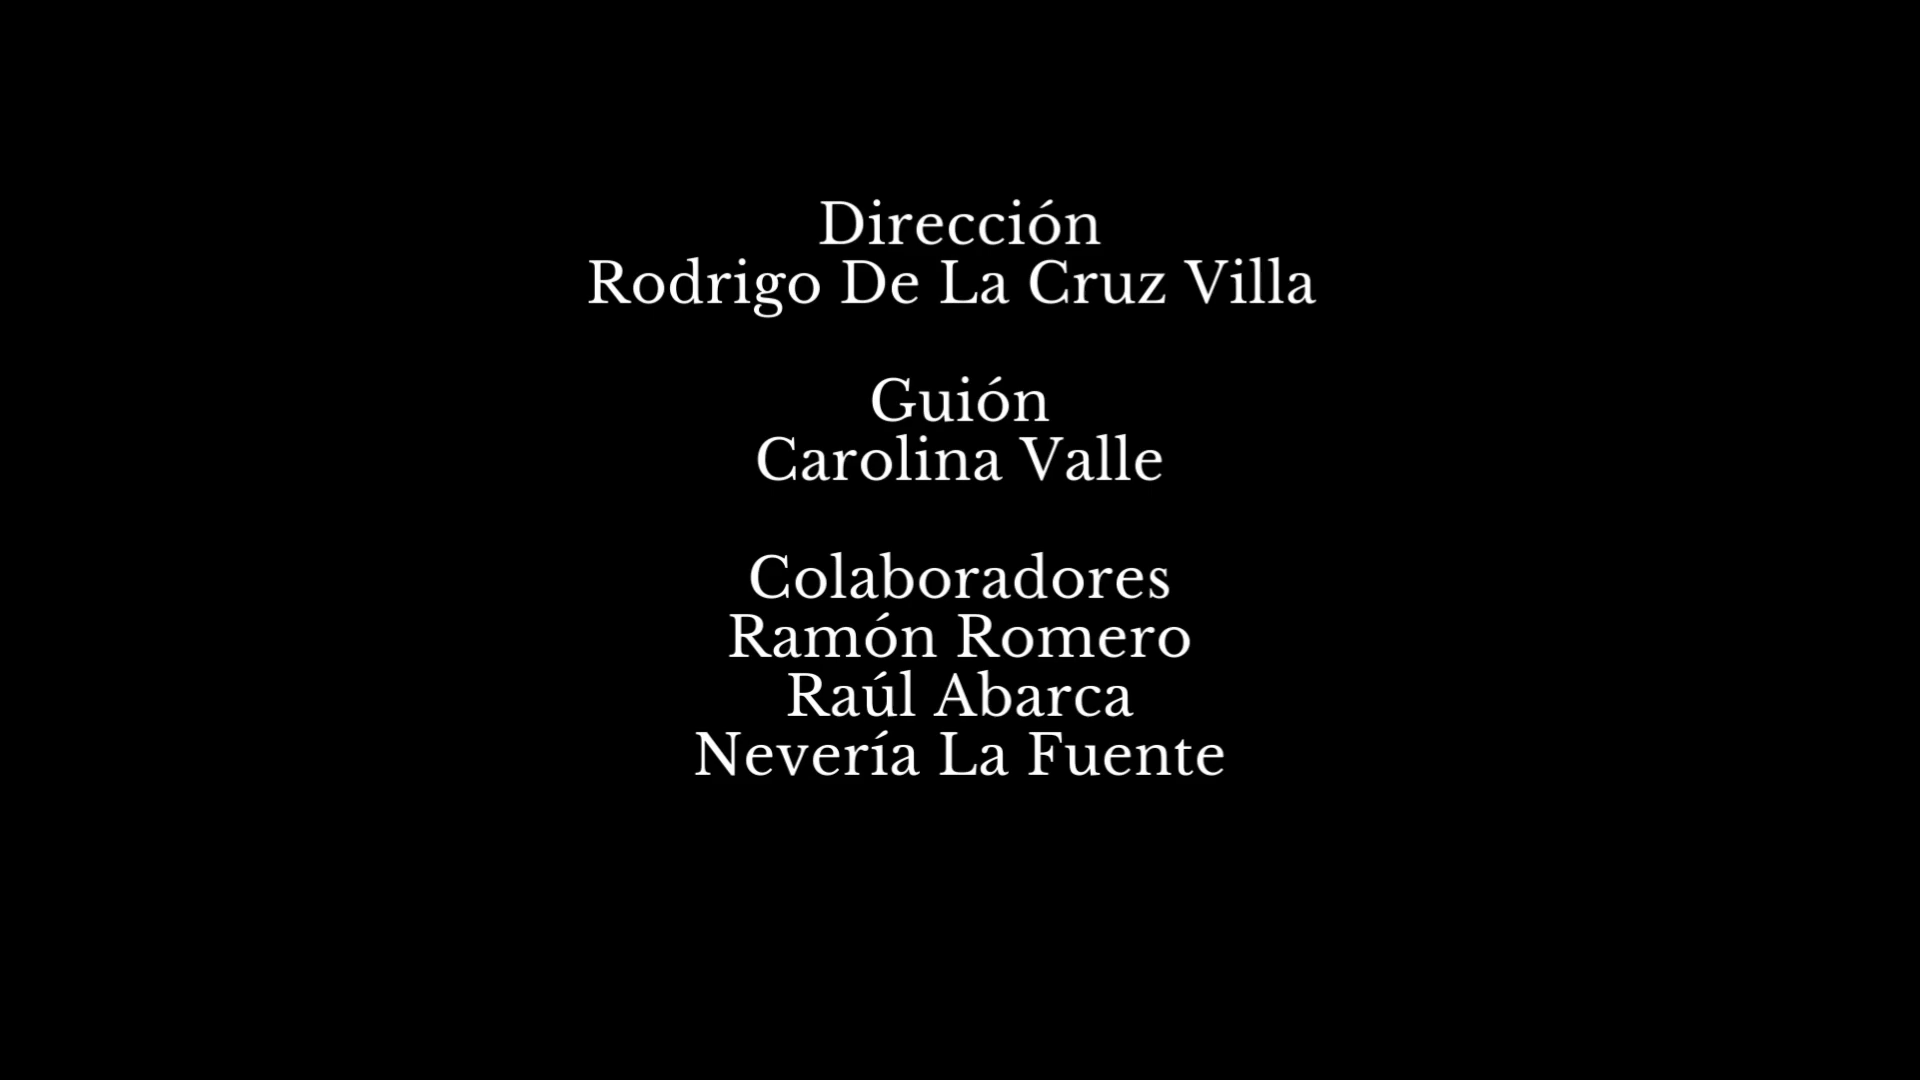 Dirección
Rodrigo De La Cruz Villa
Guión
Carolina Valle
Colaboradores
Ramón Romero
Raúl Abarca
Nevería La Fuente